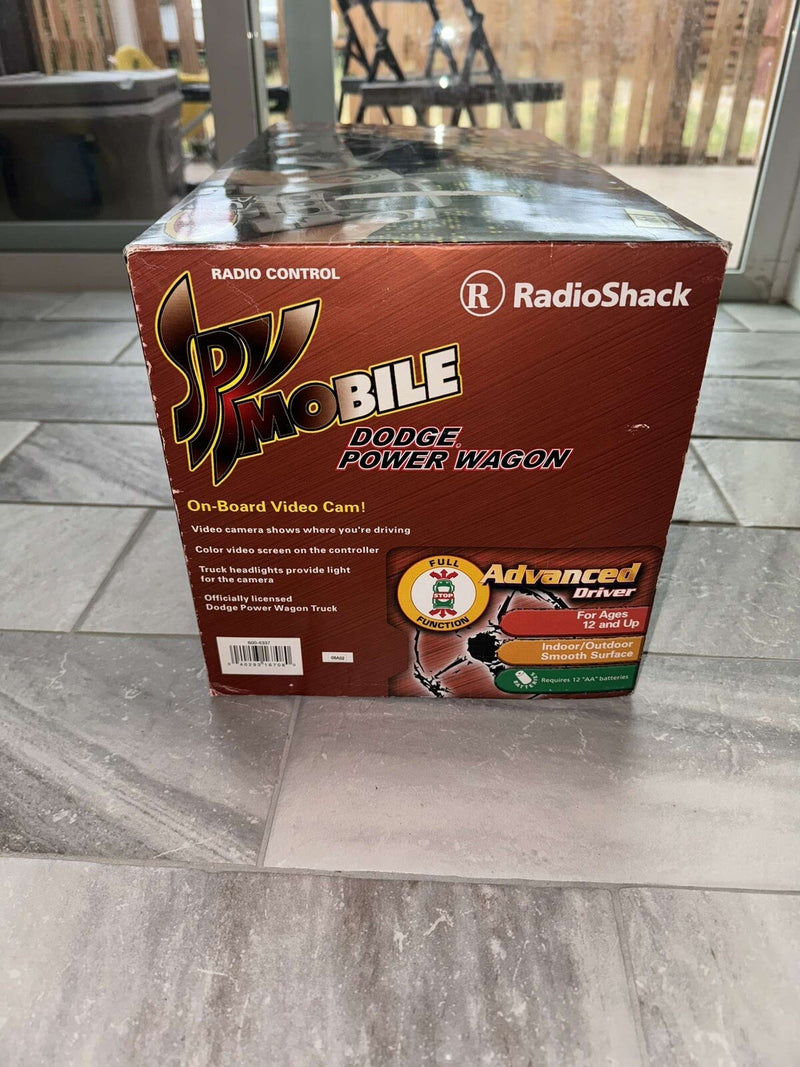 RADIO CONTROL
R RadioShack
SPY
MOBILE
DODGE
POWER WAGON
On-Board Video Cam!
Video camera shows where you're driving
Color video screen on the controller
Truck headlights provide light
for the camera
Officially licensed
Dodge Power Wagon Truck
FULL
STOP
FUNCTION
Advanced
Driver
For Ages
12 and Up
Indoor/Outdoor
Smooth Surface
BATTERIES
Requires 12 "AA" batteries